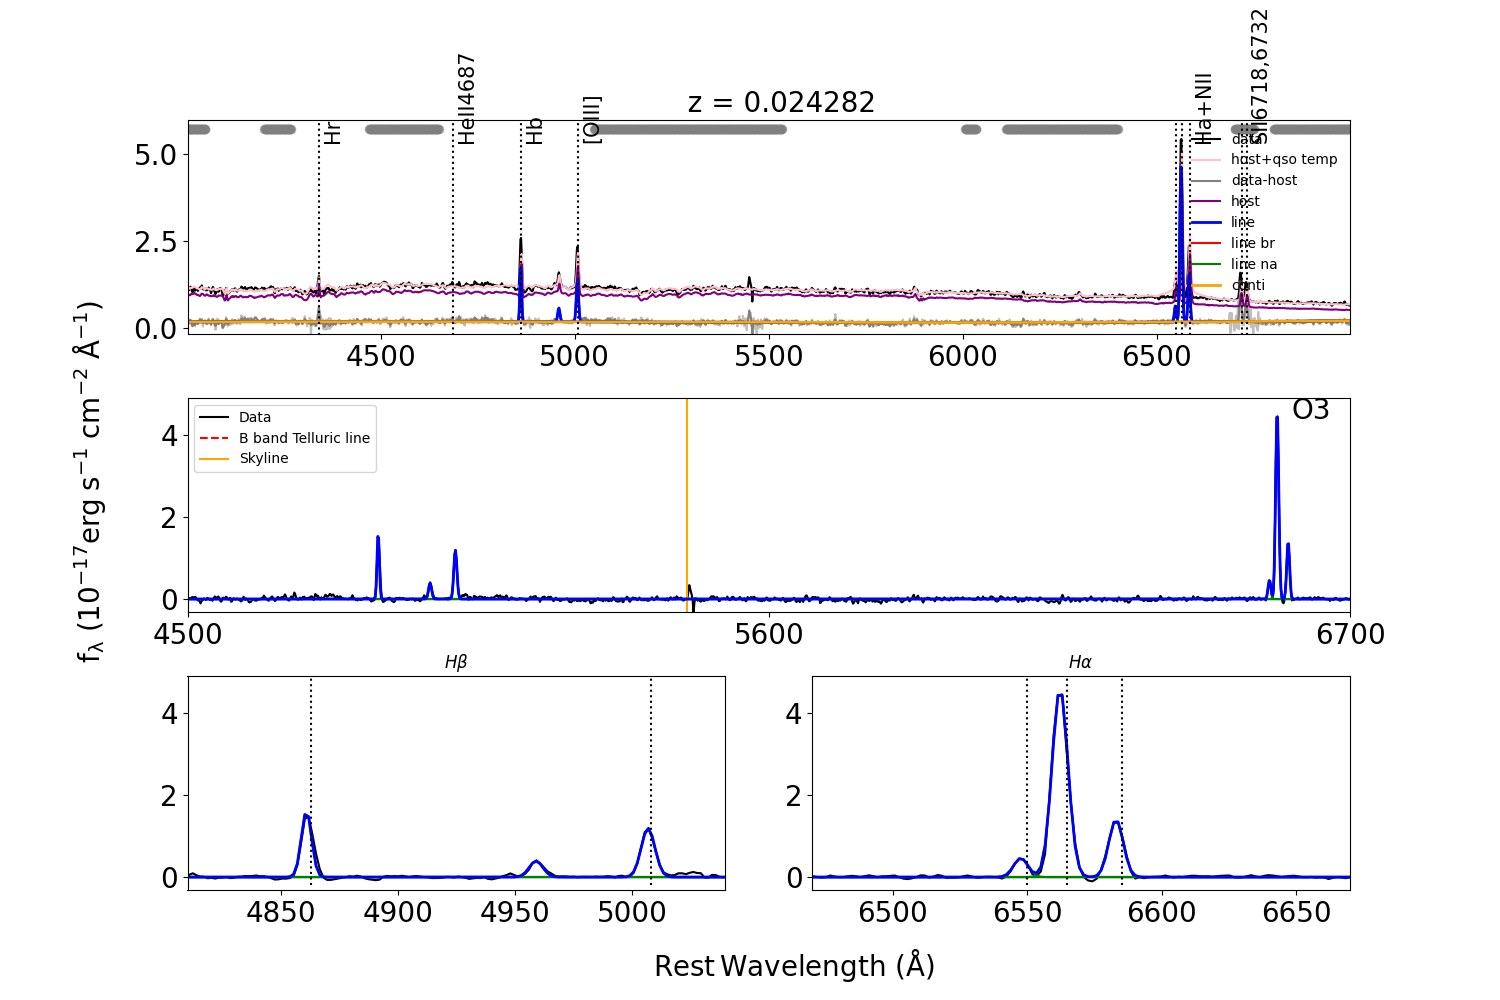 z = 0.024282
Hr
HeII4687
Hb
[OIII]
Ha+NII
SII6718,6732
data
host+qso temp
data-host
host
line
line br
line na
conti
5.0
2.5
0.0
4500 5000 5500 6000 6500
f_λ (10^−17 erg s^−1 cm^−2 Å^−1)
Data
B band Telluric line
Skyline
O3
4
2
0
4500 5600 6700
Hβ
4
2
0
4850 4900 4950 5000
Hα
4
2
0
6500 6550 6600 6650
Rest Wavelength (Å)